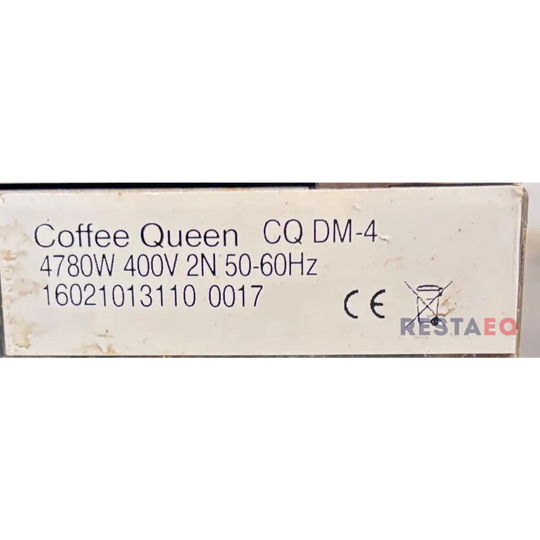 Coffee Queen CQ DM-4
4780W 400V 2N 50-60Hz
16021013110 0017
CE
RESTAEQ